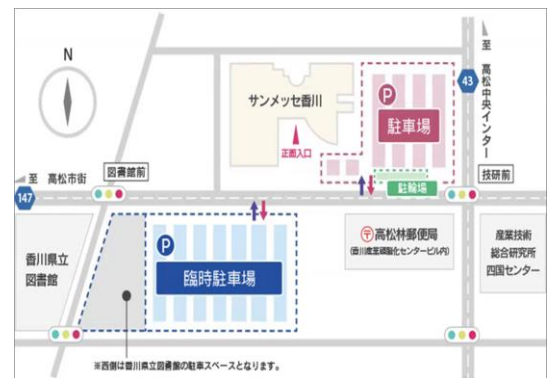 N
至 高松中央インター
43
サンメッセ香川
正面入口
P
駐車場
駐輪場
至 高松市街
図書館前
技研前
147
香川県立
図書館
P
臨時駐車場
〒高松林郵便局
(香川産業頭脳化センタービル内)
産業技術
総合研究所
四国センター
※西側は香川県立図書館の駐車スペースとなります。